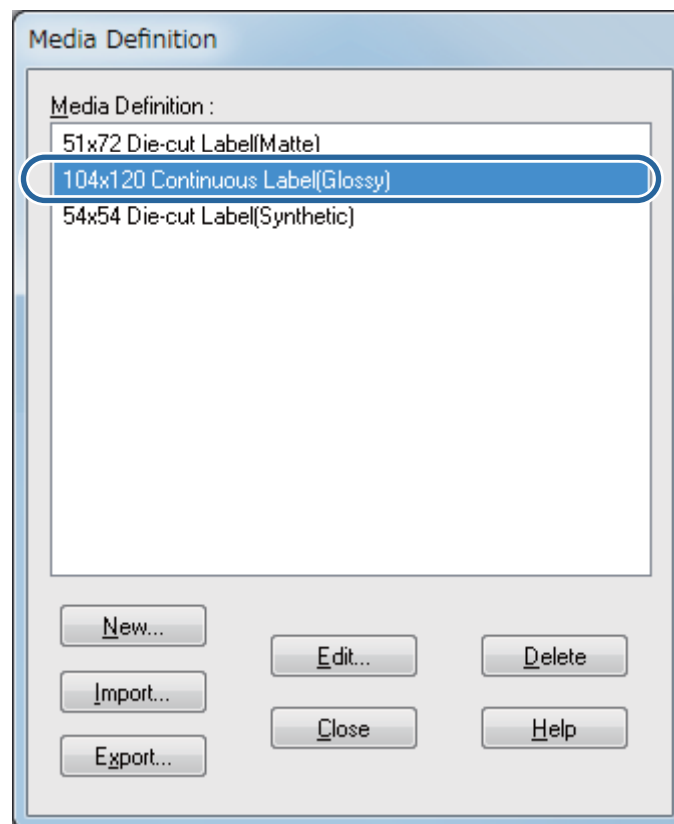 Media Definition
Media Definition :
51x72 Die-cut Label(Matte)
104x120 Continuous Label(Glossy)
54x54 Die-cut Label(Synthetic)
New...
Edit...
Delete
Import...
Close
Help
Export...